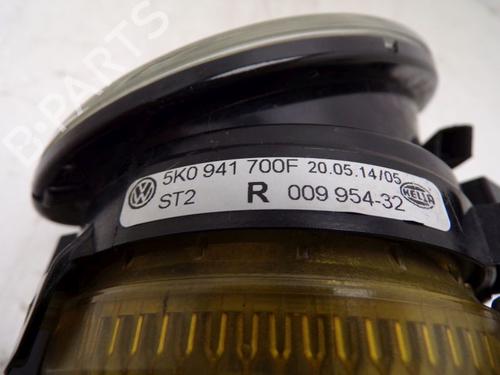 B-PARTS
5K0 941 700F 20.05.14/05
ST2 R 009 954-32 HELLA